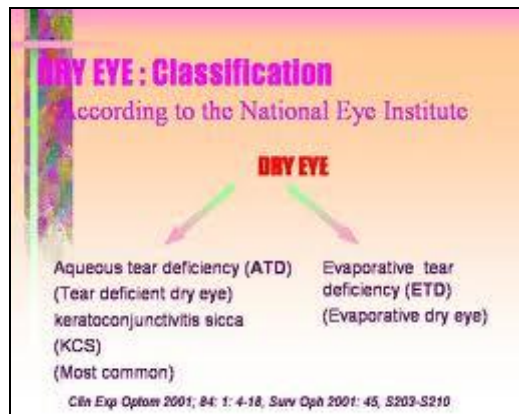 DRY EYE : Classification
According to the National Eye Institute
DRY EYE
Aqueous tear deficiency (ATD)
(Tear deficient dry eye)
keratoconjunctivitis sicca
(KCS)
(Most common)
Evaporative tear
deficiency (ETD)
(Evaporative dry eye)
Clin Exp Optom 2001; 84: 1: 4-18, Surv Oph 2001: 45, S203-S210